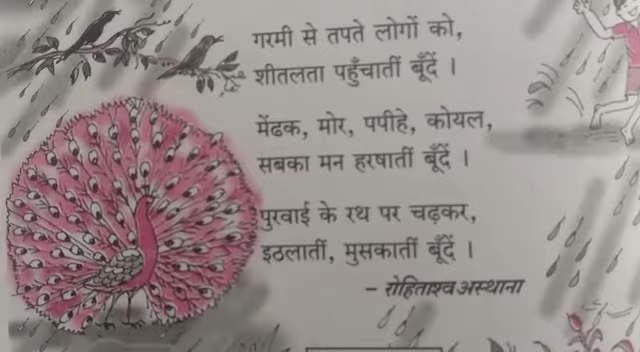 गरमी से तपते लोगों को,
शीतलता पहुँचातीं बूँदें ।
मेंढक, मोर, पपीहे, कोयल,
सबका मन हरषातीं बूँदें ।
पुरवाई के रथ पर चढ़कर,
इठलातीं, मुसकातीं बूँदें ।
– रोहिताश्व अस्थाना